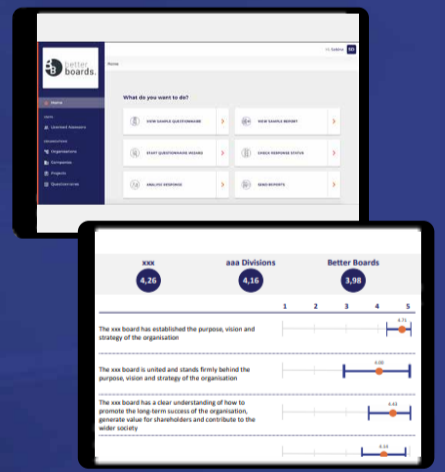 better
boards.
Hi Sabine
Home
Home
What do you want to do?
VIEW SAMPLE QUESTIONNAIRE
VIEW SAMPLE REPORT
START QUESTIONNAIRE WIZARD
CHECK RESPONSE STATUS
ANALYSE RESPONSE
SEND REPORTS
Licensed Assessors
Organisations
Companies
Projects
Questionnaires
xxx
aaa Divisions
Better Boards
4,26
4,16
3,98
1 2 3 4 5
4.71
The xxx board has established the purpose, vision and
strategy of the organisation
The xxx board is united and stands firmly behind the
purpose, vision and strategy of the organisation
4.43
The xxx board has a clear understanding of how to
promote the long-term success of the organisation,
generate value for shareholders and contribute to the
wider society